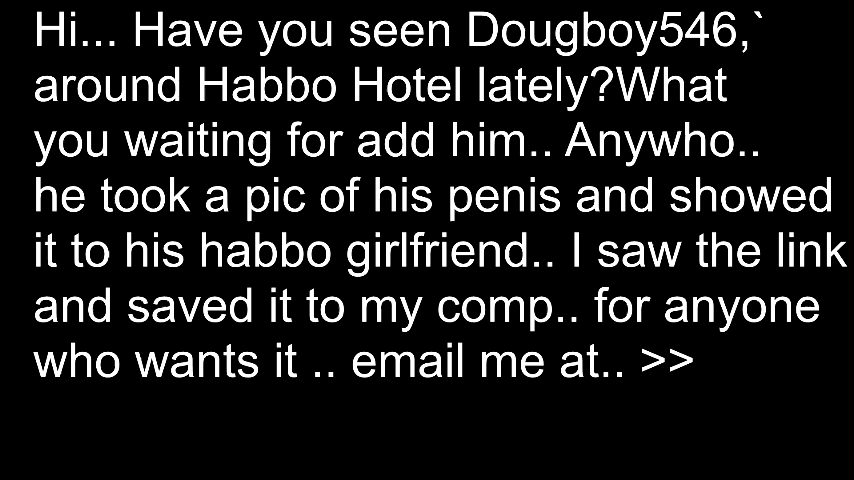 Hi... Have you seen Dougboy546,`
around Habbo Hotel lately?What
you waiting for add him.. Anywho..
he took a pic of his penis and showed
it to his habbo girlfriend.. I saw the link
and saved it to my comp.. for anyone
who wants it .. email me at.. >>